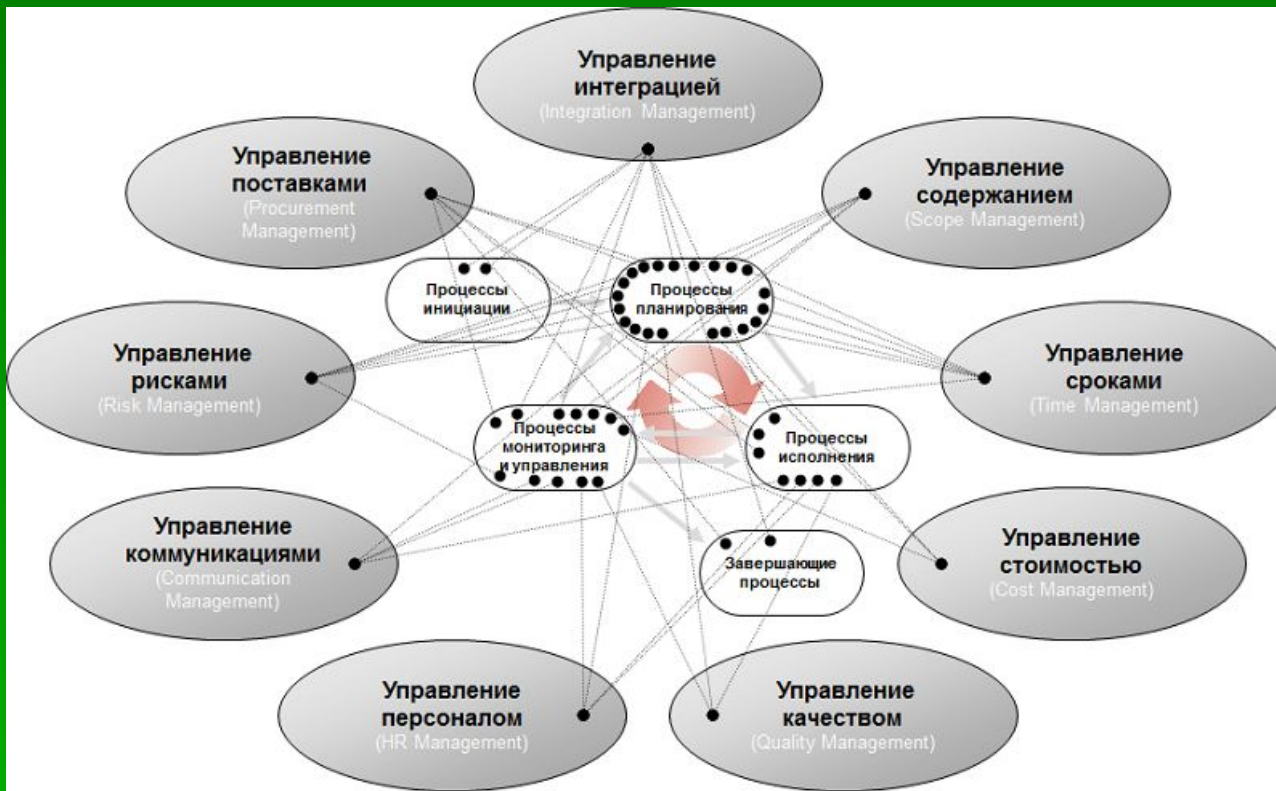 Управление
интеграцией
(Integration Management)
Управление
поставками
(Procurement
Management)
Управление
содержанием
(Scope Management)
Процессы
инициации
Процессы
планирования
Управление
рисками
(Risk Management)
Управление
сроками
(Time Management)
Процессы
мониторинга
и управления
Процессы
исполнения
Управление
коммуникациями
(Communication
Management)
Завершающие
процессы
Управление
стоимостью
(Cost Management)
Управление
персоналом
(HR Management)
Управление
качеством
(Quality Management)